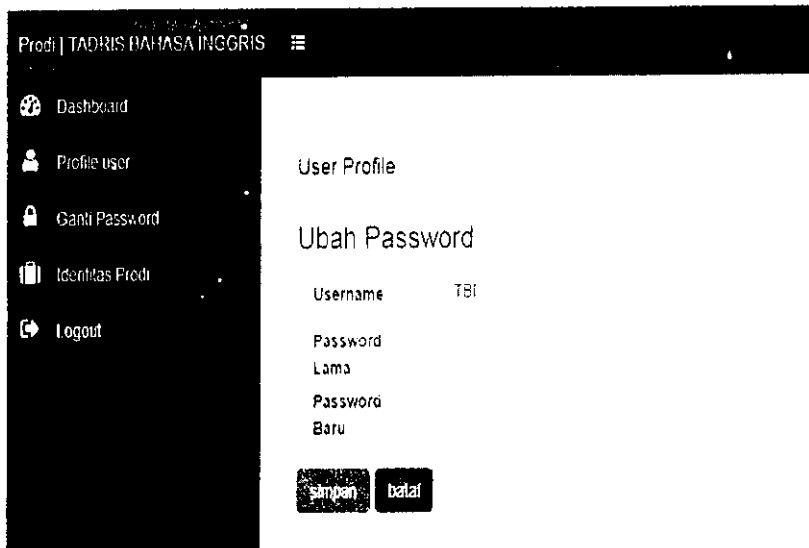 Prodi | TADRIS BAHASA INGGRIS
Dashboard
Profile user
Ganti Password
Identitas Prodi
Logout
User Profile
Ubah Password
Username TBI
Password
Lama
Password
Baru
simpan batal